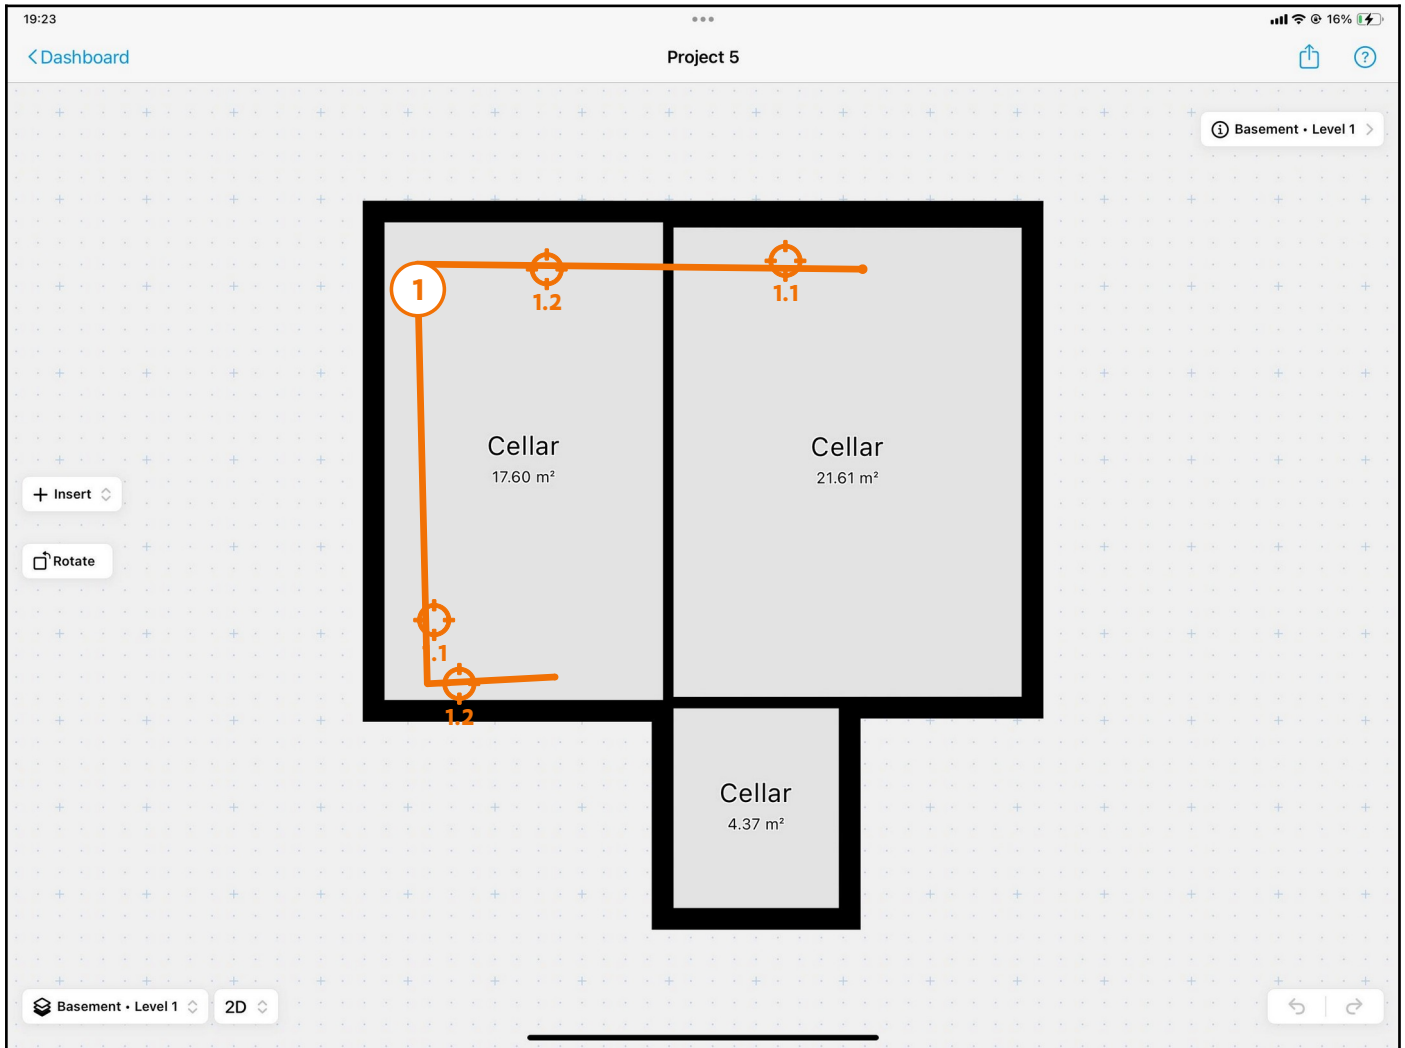 19:23
16%
Dashboard
Project 5
Basement • Level 1
1
1.2
1.1
Cellar
17.60 m²
Cellar
21.61 m²
Insert
Rotate
.1
1.2
Cellar
4.37 m²
Basement • Level 1
2D